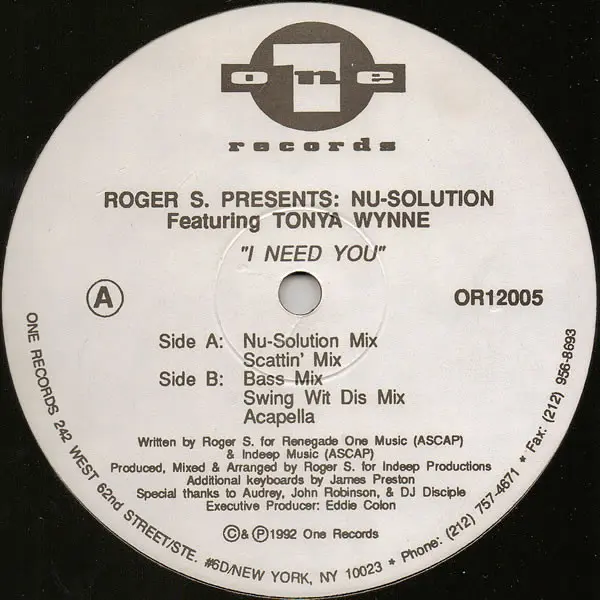 one
records
ROGER S. PRESENTS: NU-SOLUTION
Featuring TONYA WYNNE
"I NEED YOU"
A
OR12005
Side A: Nu-Solution Mix
Scattin' Mix
Side B: Bass Mix
Swing Wit Dis Mix
Acapella
Written by Roger S. for Renegade One Music (ASCAP)
& Indeep Music (ASCAP)
Produced, Mixed & Arranged by Roger S. for Indeep Productions
Additional keyboards by James Preston
Special thanks to Audrey, John Robinson, & DJ Disciple
Executive Producer: Eddie Colon
©& ℗1992 One Records
ONE RECORDS 242 WEST 62nd STREET/STE. #6D/NEW YORK, NY 10023 * Phone: (212) 757-4671 * Fax: (212) 956-8693